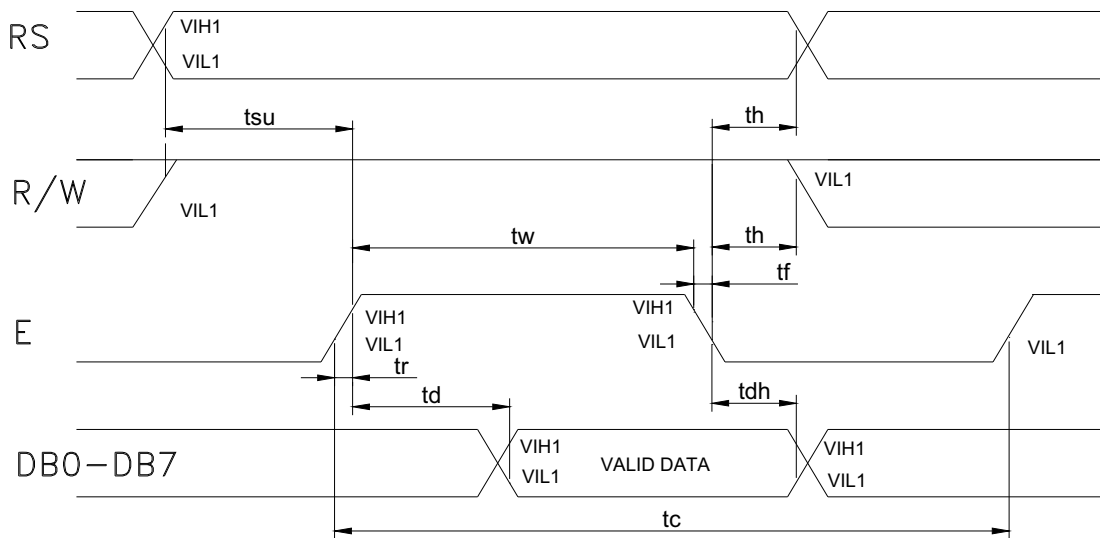 RS
VIH1
VIL1
tsu
th
R/W
VIL1
VIL1
tw
th
tf
E
VIH1
VIL1
VIH1
VIL1
VIL1
tr
td
tdh
DB0-DB7
VIH1
VIL1
VALID DATA
VIH1
VIL1
tc